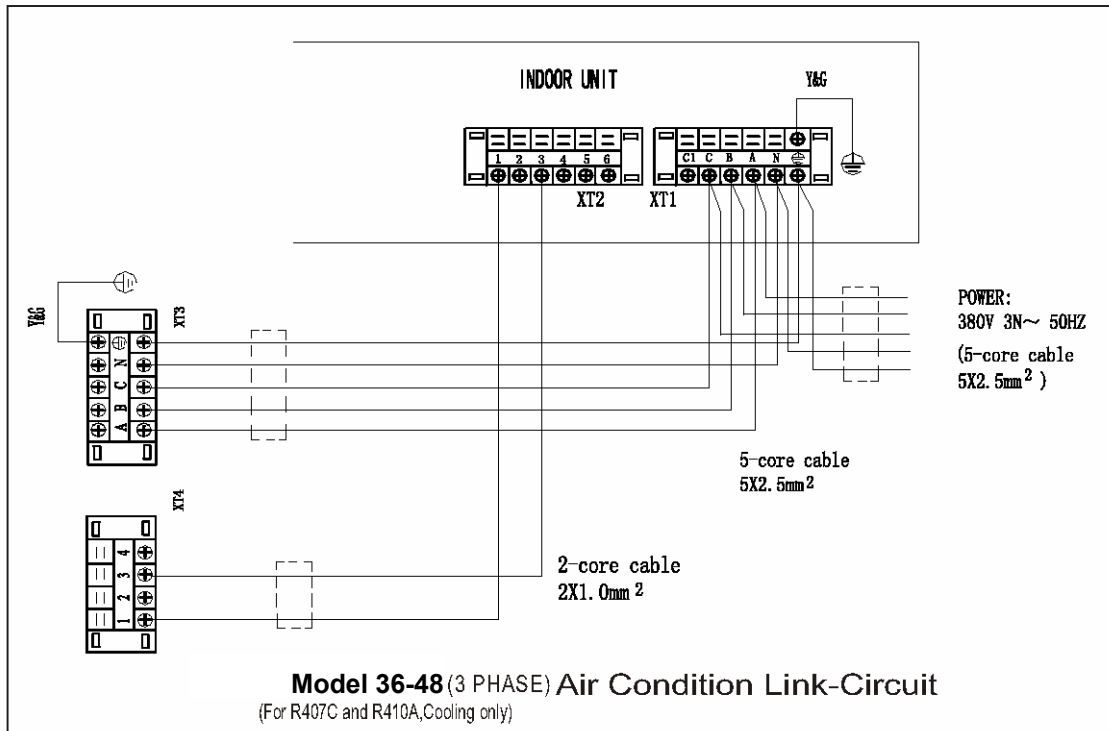 INDOOR UNIT
Y&G
1 2 3 4 5 6
C1 C B A N
XT2
XT1
Y&G
XT3
N
C
B
A
POWER:
380V 3N～ 50HZ
(5-core cable
5X2.5mm²)
5-core cable
5X2.5mm²
XT4
4
3
2
1
2-core cable
2X1.0mm²
Model 36-48 (3 PHASE) Air Condition Link-Circuit
(For R407C and R410A,Cooling only)